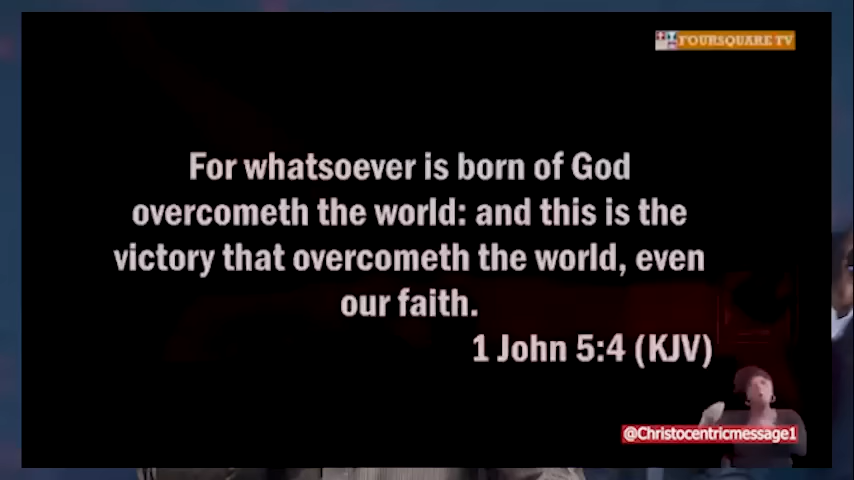 FOURSQUARE TV
For whatsoever is born of God
overcometh the world: and this is the
victory that overcometh the world, even
our faith.
1 John 5:4 (KJV)
@Christocentricmessage1